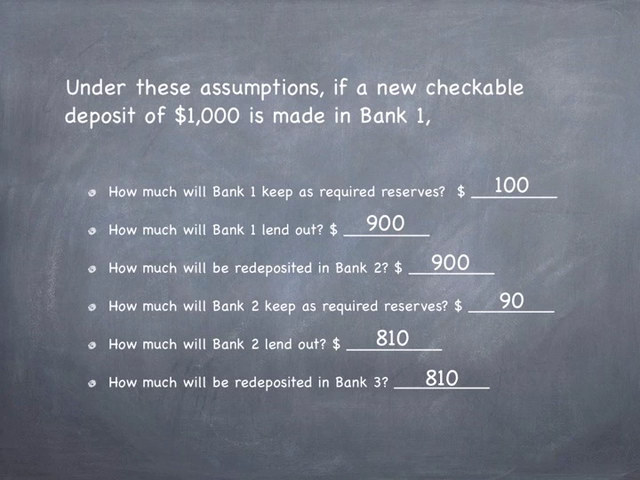 Under these assumptions, if a new checkable
deposit of $1,000 is made in Bank 1,
How much will Bank 1 keep as required reserves? $ 100
How much will Bank 1 lend out? $ 900
How much will be redeposited in Bank 2? $ 900
How much will Bank 2 keep as required reserves? $ 90
How much will Bank 2 lend out? $ 810
How much will be redeposited in Bank 3? 810